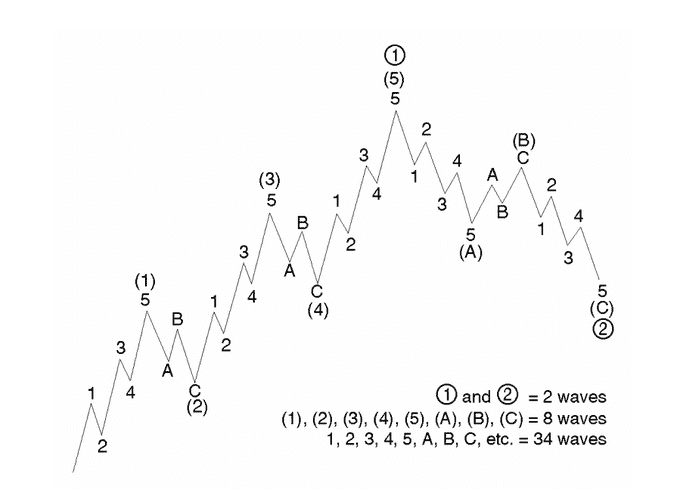 ①
(5)
5
1
2
3
4
5
(1)
A
B
C
(2)
1
2
3
4
5
(3)
A
B
C
(4)
1
2
3
4
1
2
3
4
5
(A)
A
B
C
(B)
1
2
3
4
5
(C)
②
① and ② = 2 waves
(1), (2), (3), (4), (5), (A), (B), (C) = 8 waves
1, 2, 3, 4, 5, A, B, C, etc. = 34 waves